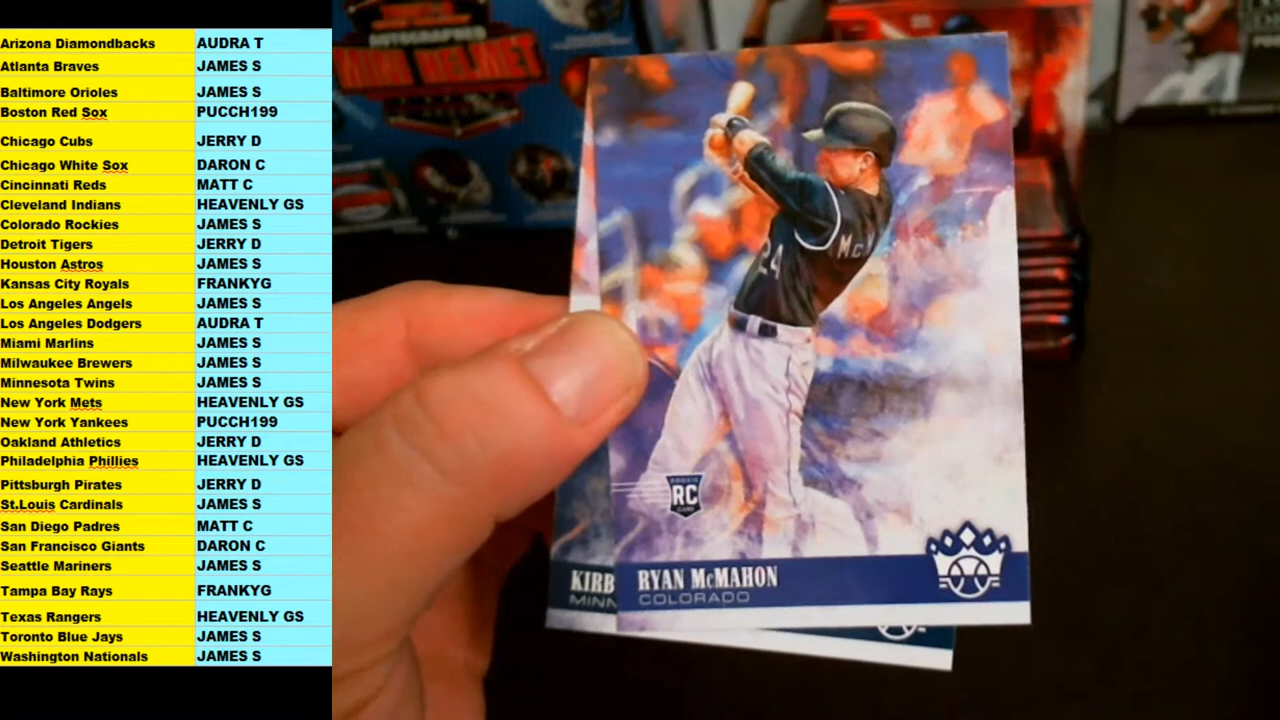 Arizona Diamondbacks AUDRA T
Atlanta Braves JAMES S
Baltimore Orioles JAMES S
Boston Red Sox PUCCH199
Chicago Cubs JERRY D
Chicago White Sox DARON C
Cincinnati Reds MATT C
Cleveland Indians HEAVENLY GS
Colorado Rockies JAMES S
Detroit Tigers JERRY D
Houston Astros JAMES S
Kansas City Royals FRANKYG
Los Angeles Angels JAMES S
Los Angeles Dodgers AUDRA T
Miami Marlins JAMES S
Milwaukee Brewers JAMES S
Minnesota Twins JAMES S
New York Mets HEAVENLY GS
New York Yankees PUCCH199
Oakland Athletics JERRY D
Philadelphia Phillies HEAVENLY GS
Pittsburgh Pirates JERRY D
St.Louis Cardinals JAMES S
San Diego Padres MATT C
San Francisco Giants DARON C
Seattle Mariners JAMES S
Tampa Bay Rays FRANKYG
Texas Rangers HEAVENLY GS
Toronto Blue Jays JAMES S
Washington Nationals JAMES S
AUTOGRAPHED
MINI HELMET
McM
24
ROOKIE
RC
CARD
KIRB
MINN
RYAN McMAHON
COLORADO